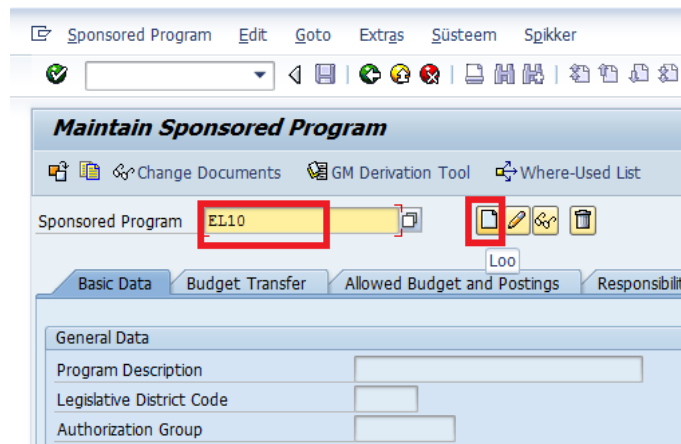 Sponsored Program Edit Goto Extras Süsteem Spikker
Maintain Sponsored Program
Change Documents GM Derivation Tool Where-Used List
Sponsored Program EL10
Loo
Basic Data Budget Transfer Allowed Budget and Postings Responsibilit
General Data
Program Description
Legislative District Code
Authorization Group